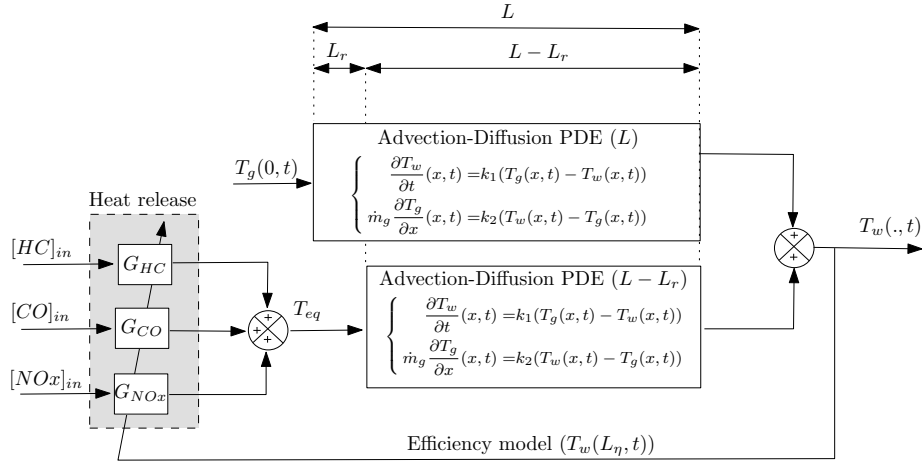 L
L_r
L − L_r
Advection-Diffusion PDE (L)
∂T_w/∂t (x, t) =k_1(T_g(x, t) − T_w(x, t))
ṁ_g ∂T_g/∂x (x, t) =k_2(T_w(x, t) − T_g(x, t))
T_g(0, t)
Heat release
[HC]_in
G_HC
[CO]_in
G_CO
[NOx]_in
G_NOx
+
+
+
T_eq
Advection-Diffusion PDE (L − L_r)
∂T_w/∂t (x, t) =k_1(T_g(x, t) − T_w(x, t))
ṁ_g ∂T_g/∂x (x, t) =k_2(T_w(x, t) − T_g(x, t))
+
+
T_w(., t)
Efficiency model (T_w(L_η, t))